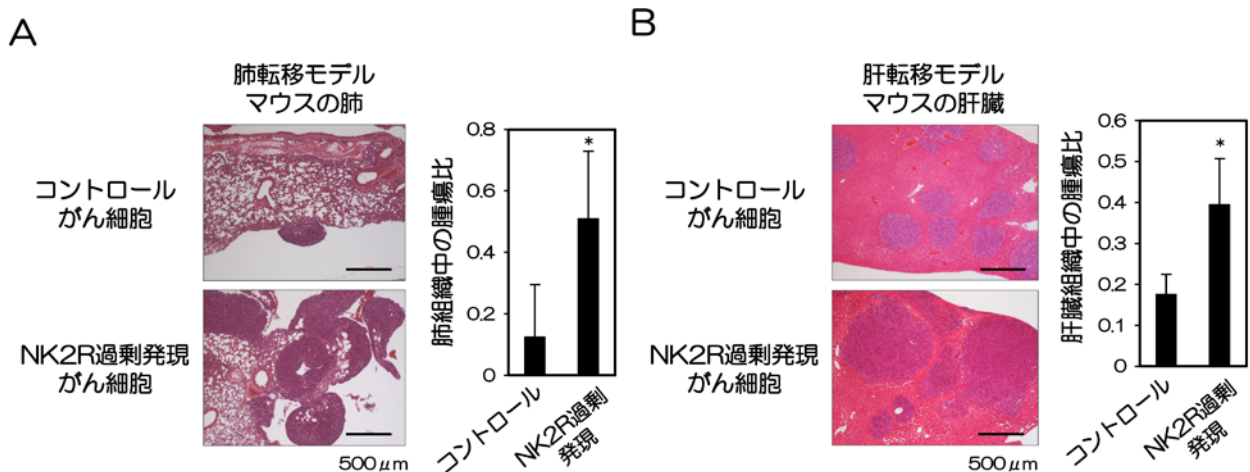 A
肺転移モデル
マウスの肺
コントロール
がん細胞
NK2R過剰発現
がん細胞
500μm
肺組織中の腫瘍比
0.8
0.6
0.4
0.2
0
*
コントロール
NK2R過剰
発現
B
肝転移モデル
マウスの肝臓
コントロール
がん細胞
NK2R過剰発現
がん細胞
500μm
肝臓組織中の腫瘍比
0.6
0.5
0.4
0.3
0.2
0.1
0
*
コントロール
NK2R過剰
発現